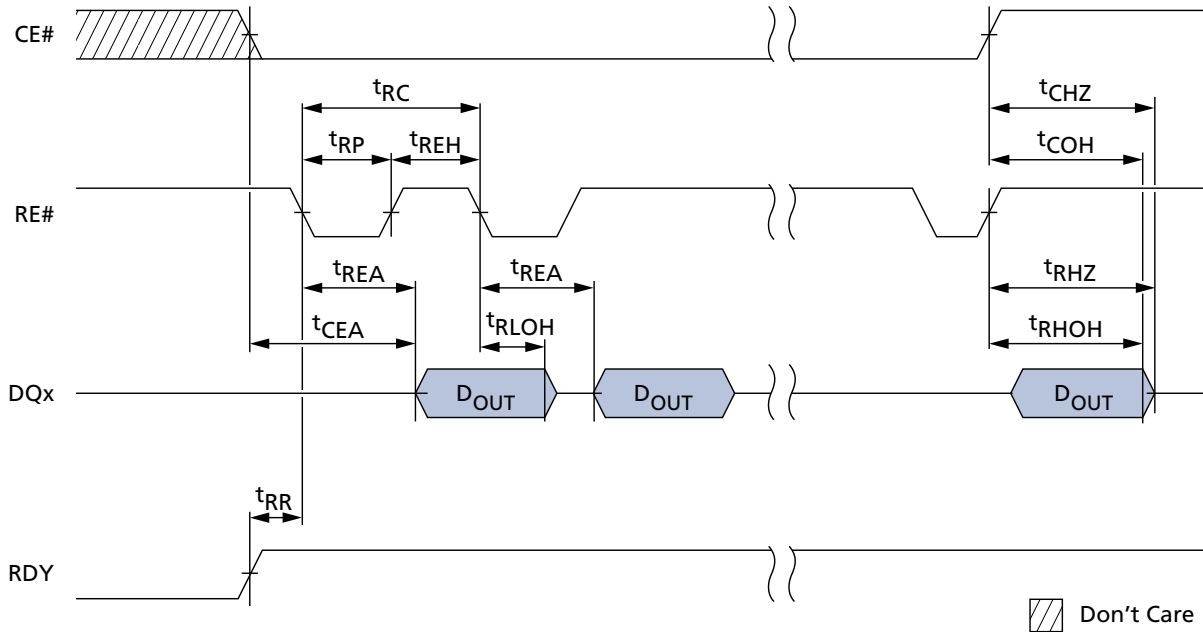 CE#
tRC
tCHZ
tRP
tREH
tCOH
RE#
tREA
tREA
tRHZ
tCEA
tRLOH
tRHOH
DQx
DOUT
DOUT
DOUT
tRR
RDY
Don't Care